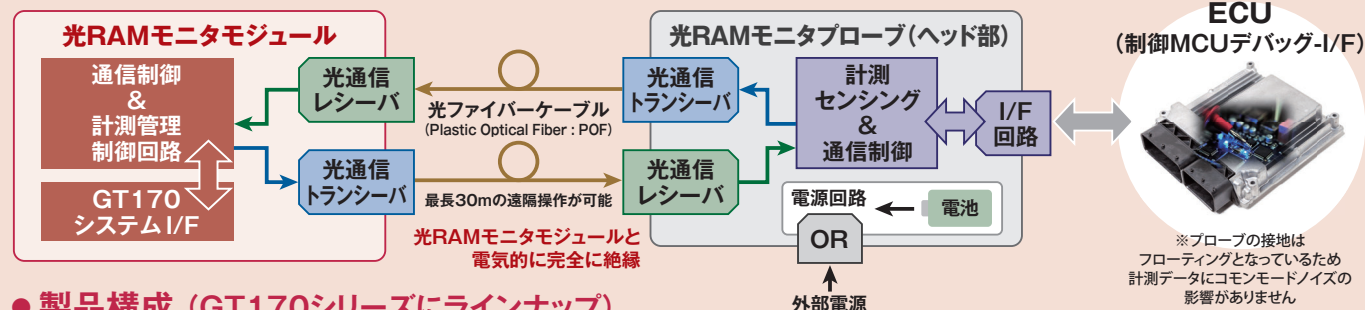 光RAMモニタモジュール
通信制御
&
計測管理
制御回路
GT170
システムI/F
光通信
レシーバ
光通信
トランシーバ
光ファイバーケーブル
(Plastic Optical Fiber : POF)
最長30mの遠隔操作が可能
光RAMモニタモジュールと
電気的に完全に絶縁
光RAMモニタプローブ(ヘッド部)
光通信
トランシーバ
光通信
レシーバ
計測
センシング
&
通信制御
I/F
回路
電源回路
電池
OR
外部電源
ECU
(制御MCUデバッグ-I/F)
※プローブの接地は
フローティングとなっているため
計測データにコモンモードノイズの
影響がありません
●製品構成(GT170シリーズにラインナップ)